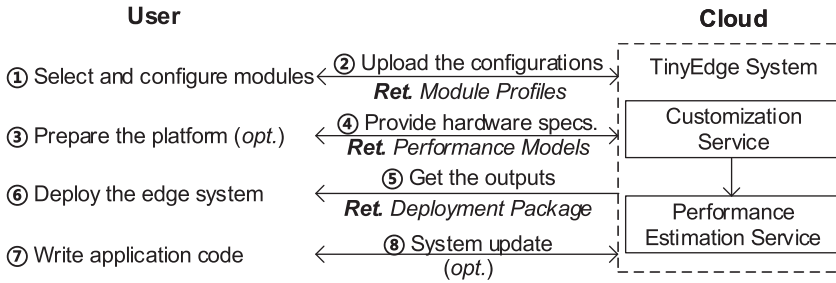 User
Cloud
① Select and configure modules
② Upload the configurations
Ret. Module Profiles
TinyEdge System
③ Prepare the platform (opt.)
④ Provide hardware specs.
Ret. Performance Models
Customization
Service
⑥ Deploy the edge system
⑤ Get the outputs
Ret. Deployment Package
Performance
Estimation Service
⑦ Write application code
⑧ System update
(opt.)